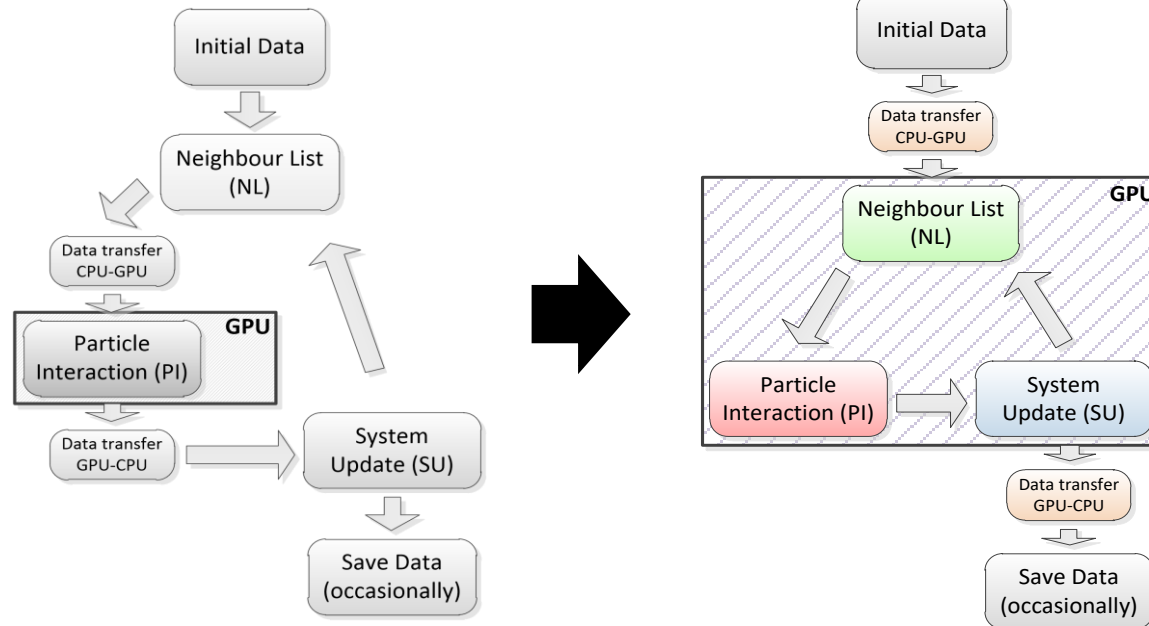 Initial Data
Neighbour List
(NL)
Data transfer
CPU-GPU
GPU
Particle
Interaction (PI)
Data transfer
GPU-CPU
System
Update (SU)
Save Data
(occasionally)
Initial Data
Data transfer
CPU-GPU
GPU
Neighbour List
(NL)
Particle
Interaction (PI)
System
Update (SU)
Data transfer
GPU-CPU
Save Data
(occasionally)